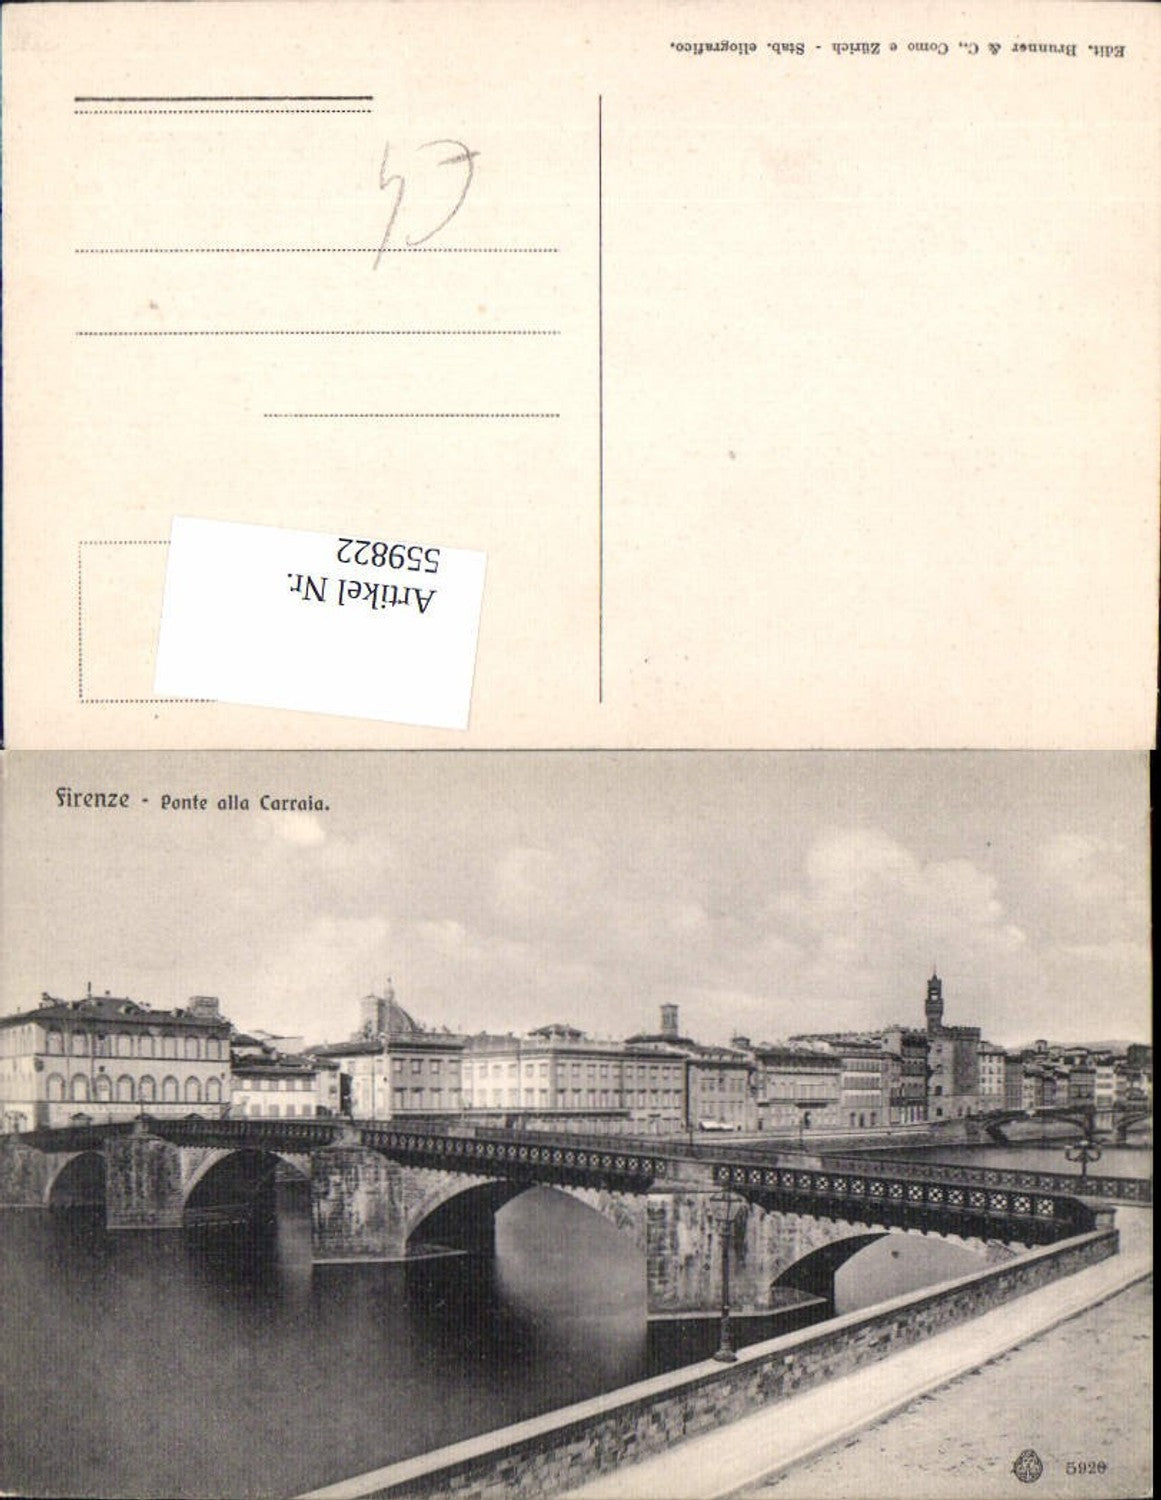 Edit. Brunner & C., Como e Zürich - Stab. eliografico.
Artikel Nr.
559822
Firenze - Ponte alla Carraia.
5920